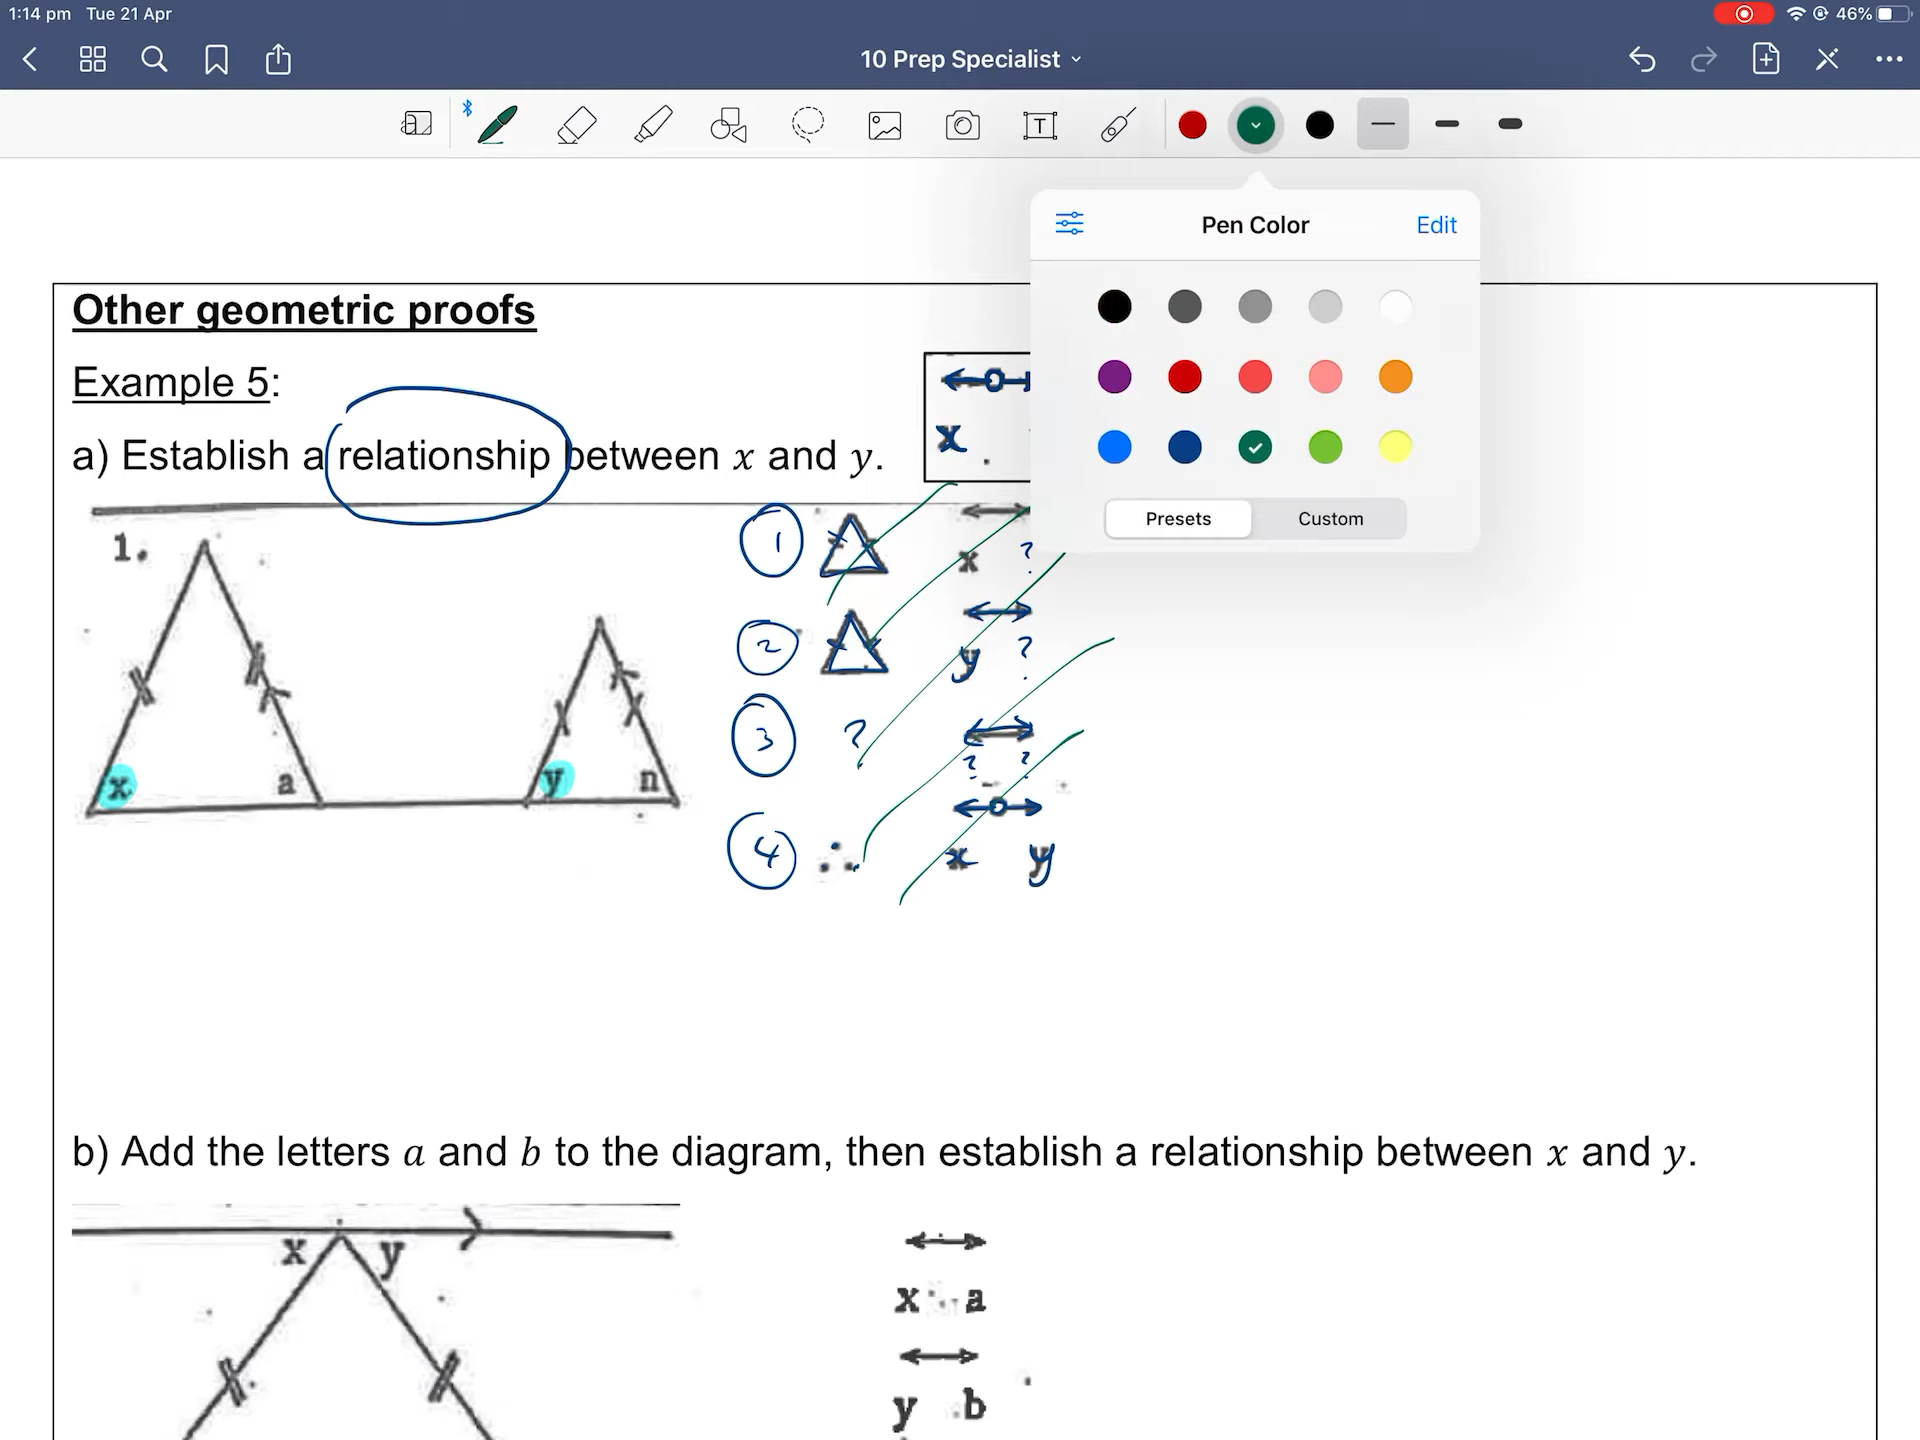 1:14 pm Tue 21 Apr
46%
10 Prep Specialist
T
Pen Color
Edit
Presets
Custom
Other geometric proofs
Example 5:
a) Establish a relationship between x and y.
x
1.
x a y n
1 x ?
2 y ?
3 ? ? ?
4 ∴ x y
b) Add the letters a and b to the diagram, then establish a relationship between x and y.
x y
x a
y b